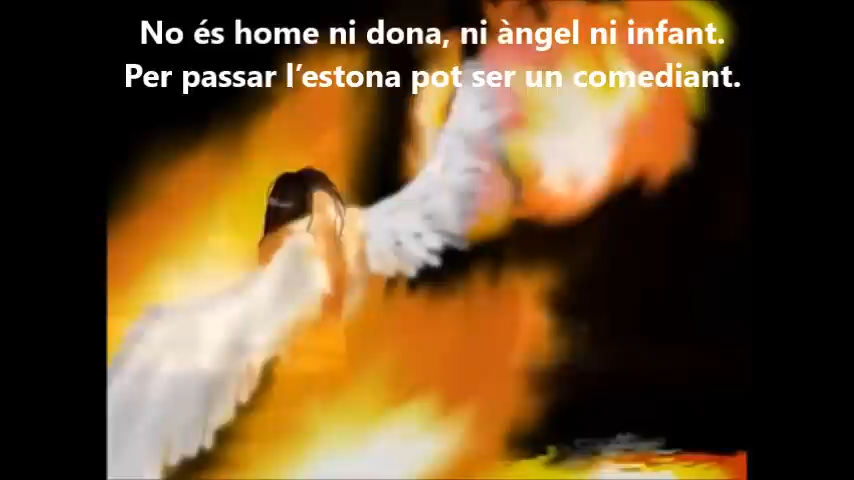 No és home ni dona, ni àngel ni infant.
Per passar l’estona pot ser un comediant.